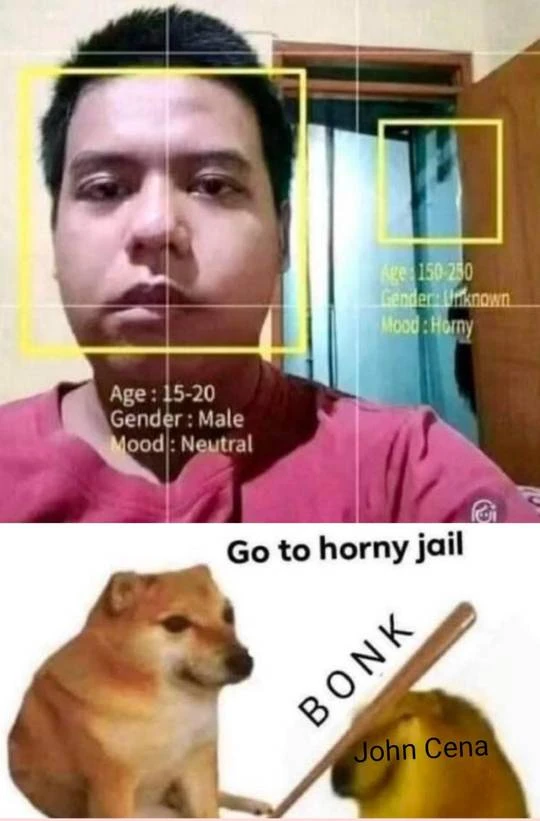 Age : 150-250
Gender : Unknown
Mood : Horny
Age : 15-20
Gender : Male
Mood : Neutral
Go to horny jail
BONK
John Cena